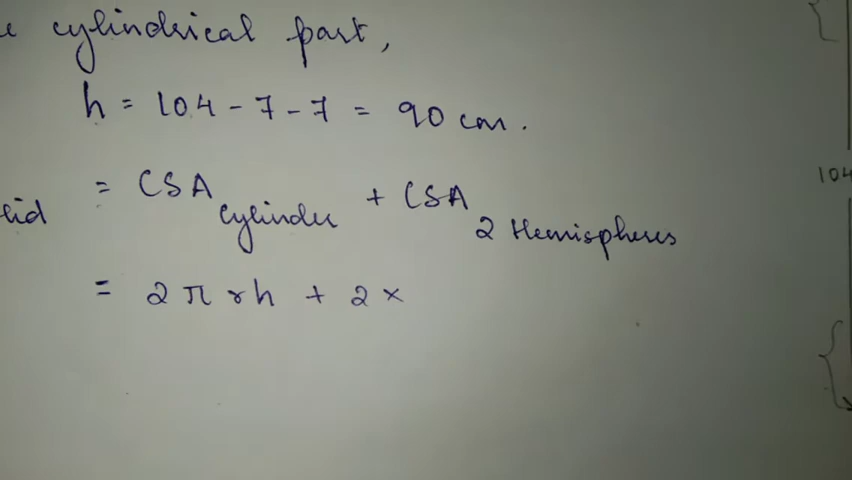 cylindrical part,
h = 104 - 7 - 7 = 90 cm.
= CSA cylinder + CSA 2 Hemispheres
= 2πrh + 2×
104